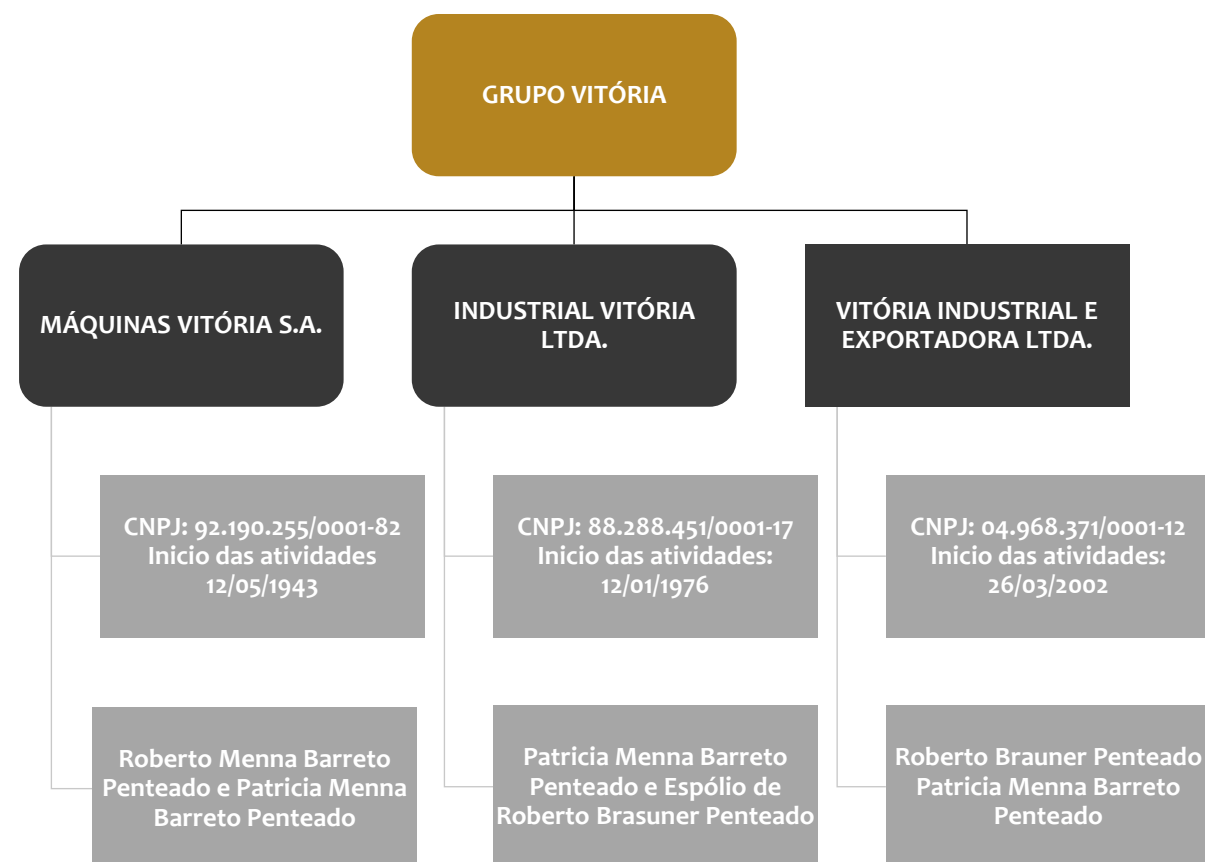 GRUPO VITÓRIA
MÁQUINAS VITÓRIA S.A.
CNPJ: 92.190.255/0001-82
Inicio das atividades
12/05/1943
Roberto Menna Barreto
Penteado e Patricia Menna
Barreto Penteado
INDUSTRIAL VITÓRIA
LTDA.
CNPJ: 88.288.451/0001-17
Inicio das atividades:
12/01/1976
Patricia Menna Barreto
Penteado e Espólio de
Roberto Brasuner Penteado
VITÓRIA INDUSTRIAL E
EXPORTADORA LTDA.
CNPJ: 04.968.371/0001-12
Inicio das atividades:
26/03/2002
Roberto Brauner Penteado
Patricia Menna Barreto
Penteado